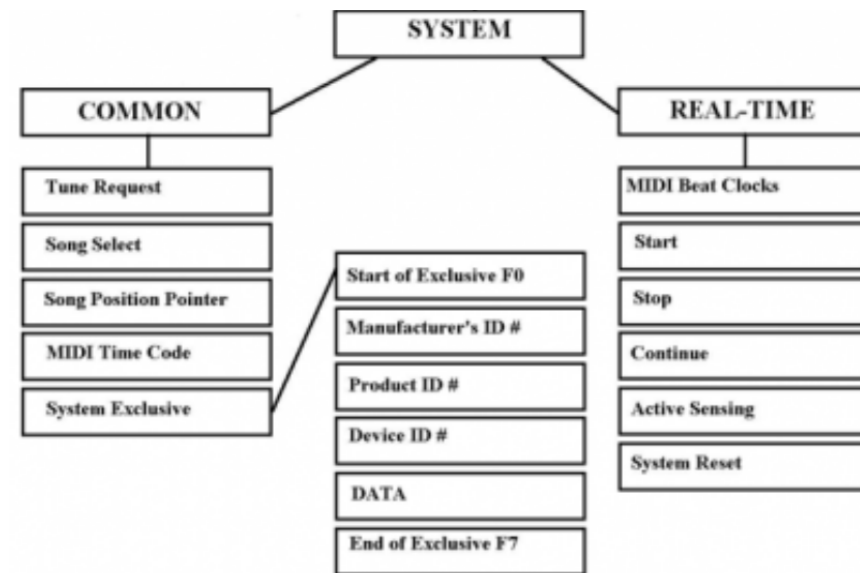 SYSTEM
COMMON
REAL-TIME
Tune Request
Song Select
Song Position Pointer
MIDI Time Code
System Exclusive
Start of Exclusive F0
Manufacturer's ID #
Product ID #
Device ID #
DATA
End of Exclusive F7
MIDI Beat Clocks
Start
Stop
Continue
Active Sensing
System Reset